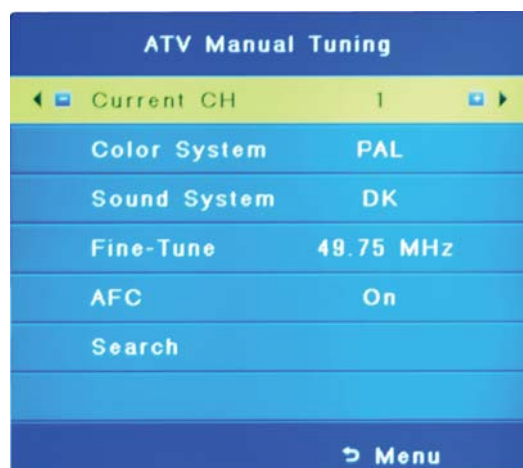 ATV Manual Tuning
Current CH 1
Color System PAL
Sound System DK
Fine-Tune 49.75 MHz
AFC On
Search
Menu